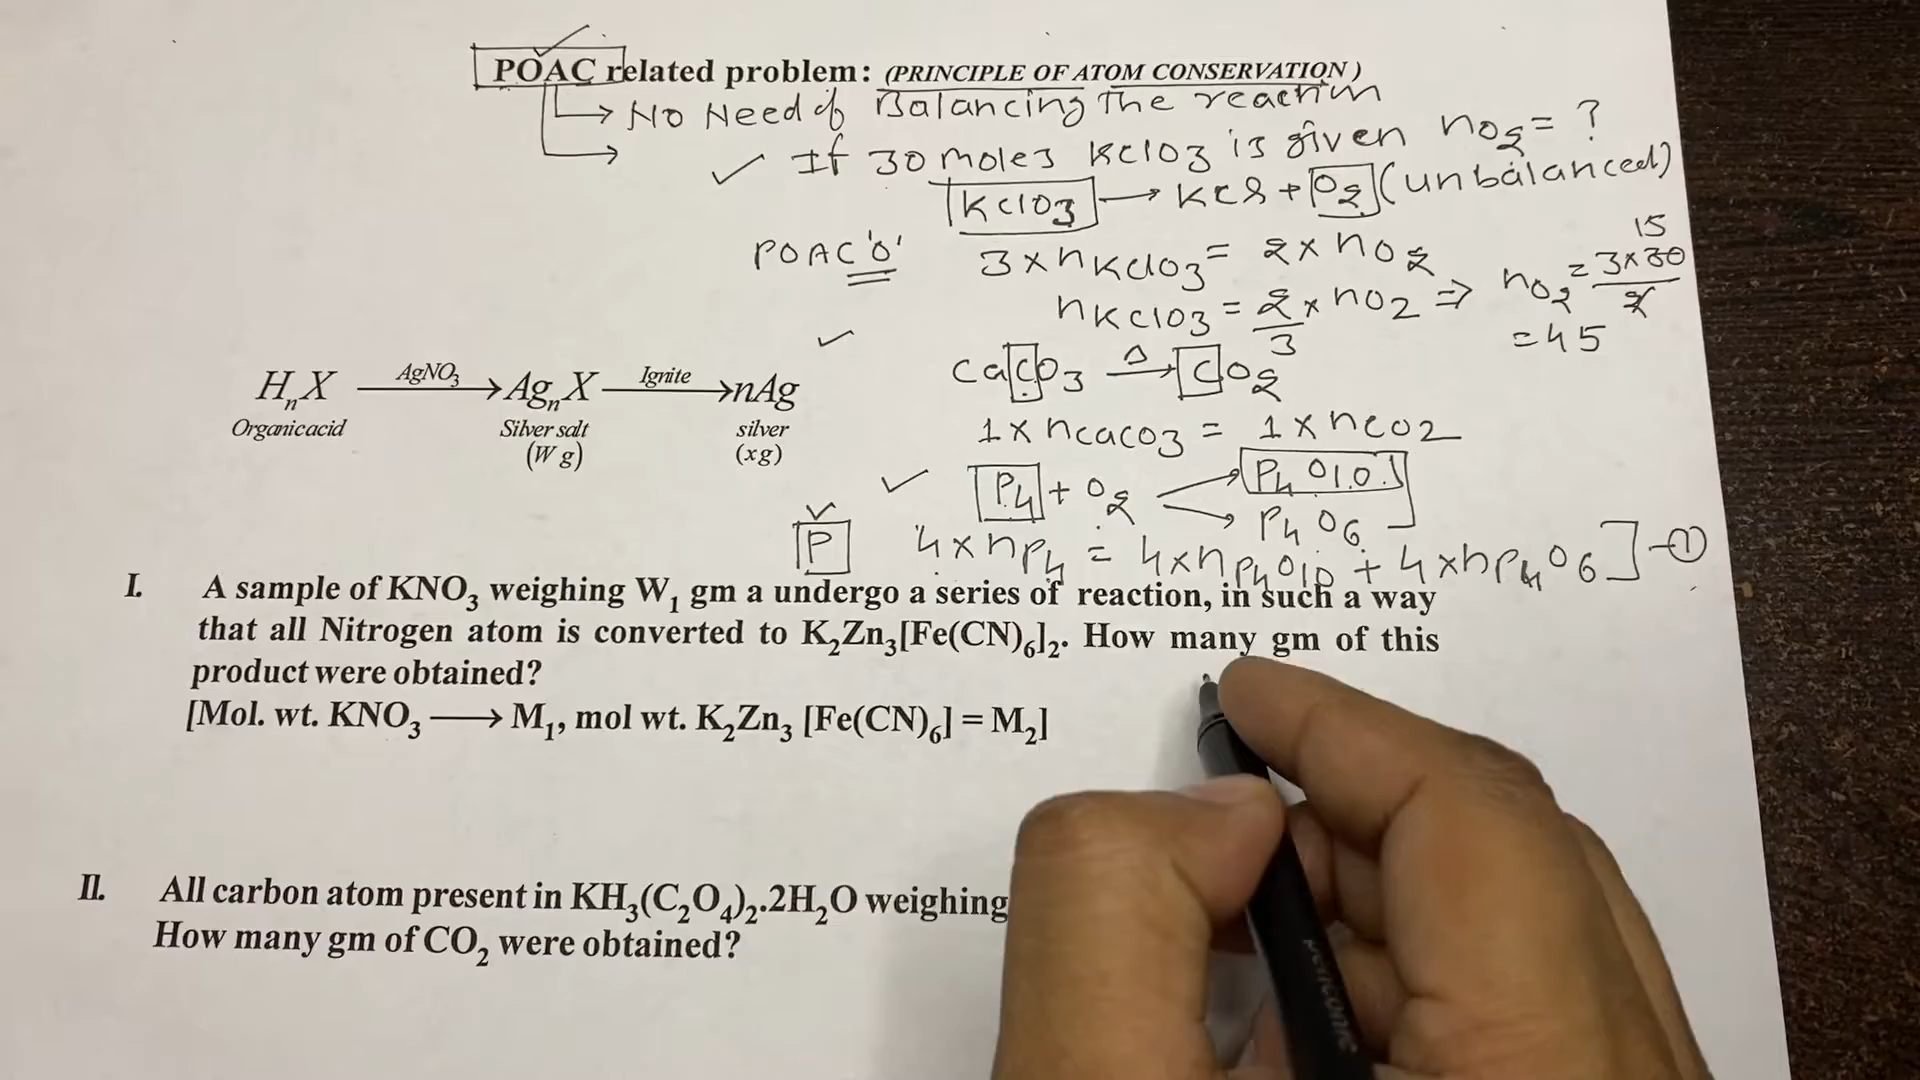 POAC related problem: (PRINCIPLE OF ATOM CONSERVATION)
→ No Need of Balancing The reaction
→ ✓ If 30 moles KClO3 is given nO2 = ?
KClO3 → KCl + O2 (unbalanced)
POAC 'O' 3 × nKClO3 = 2 × nO2
nKClO3 = 2/3 × nO2 ⇒ nO2 = 3 × 30/2 15
= 45
✓ CaCO3 —Δ→ CO2
HnX —AgNO3→ AgnX —Ignite→ nAg
Organic acid Silver salt silver
(W g) (xg)
1 × nCaCO3 = 1 × nCO2
✓ P4 + O2 → P4O10
→ P4O6
P 4 × nP4 = 4 × nP4O10 + 4 × nP4O6 ] – ①
I. A sample of KNO3 weighing W1 gm a undergo a series of reaction, in such a way
that all Nitrogen atom is converted to K2Zn3[Fe(CN)6]2. How many gm of this
product were obtained?
[Mol. wt. KNO3 → M1, mol wt. K2Zn3 [Fe(CN)6] = M2]
II. All carbon atom present in KH3(C2O4)2.2H2O weighing
How many gm of CO2 were obtained?